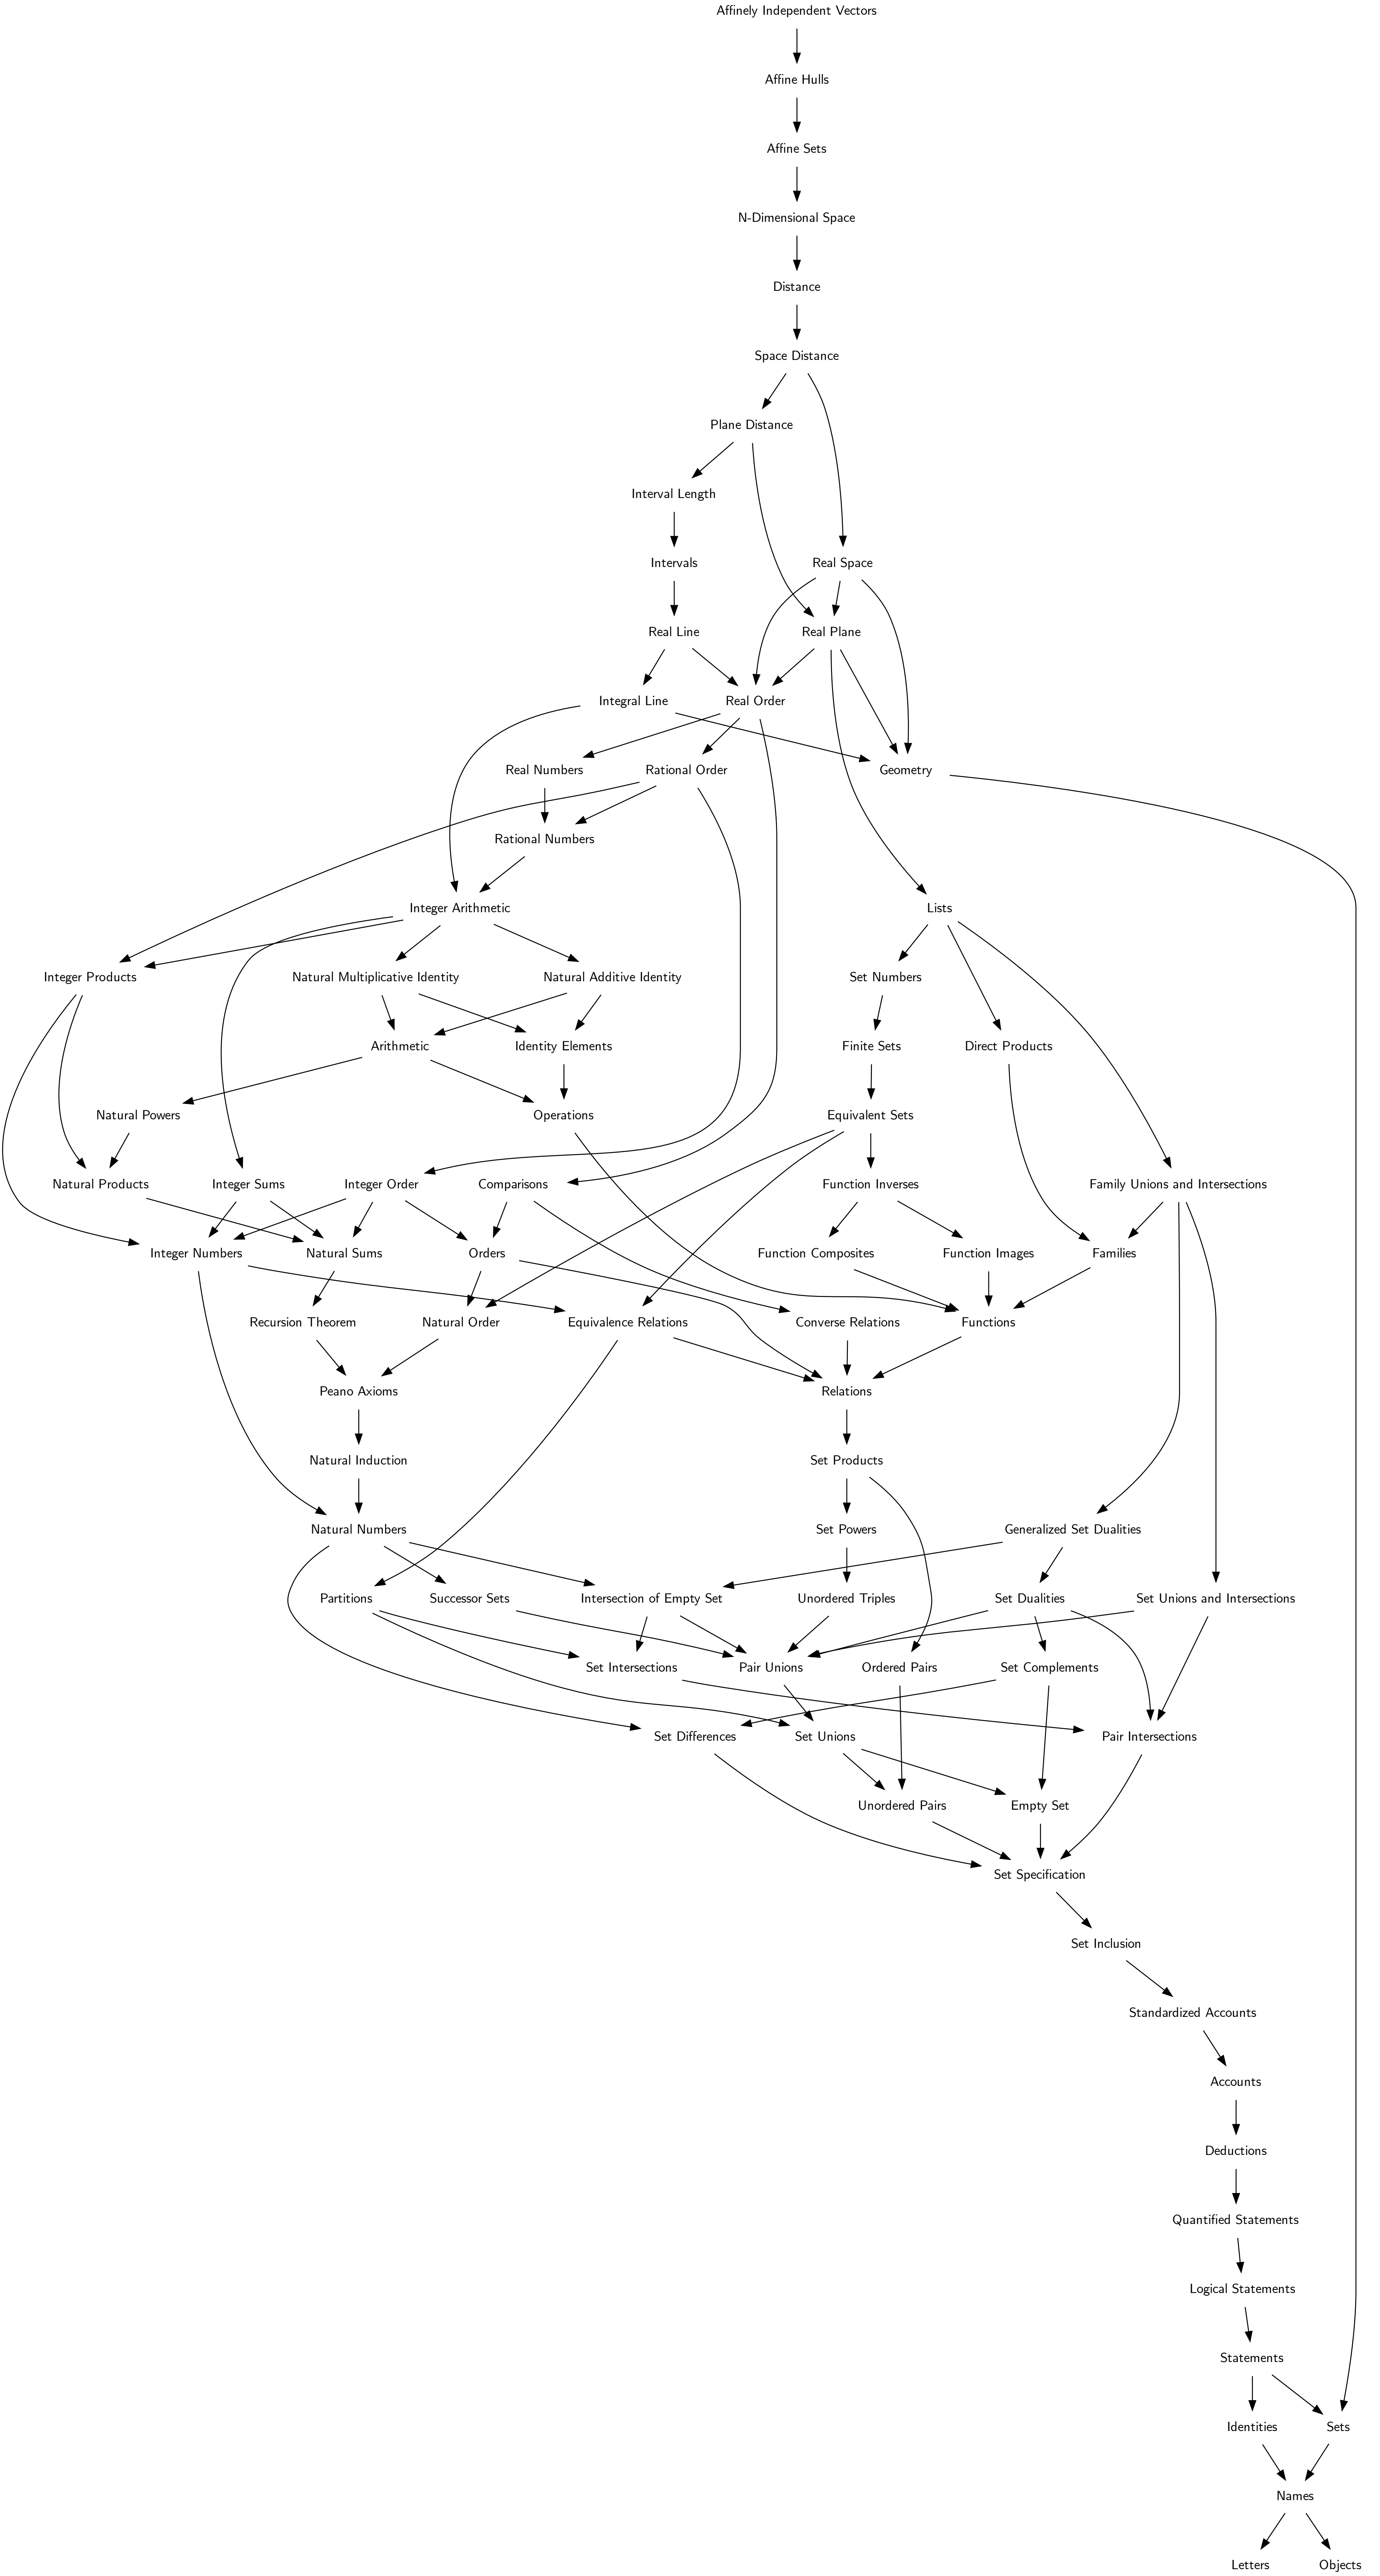 Affinely Independent Vectors
Affine Hulls
Affine Sets
N-Dimensional Space
Distance
Space Distance
Plane Distance
Interval Length
Intervals
Real Space
Real Line
Real Plane
Integral Line
Real Order
Real Numbers
Rational Order
Geometry
Rational Numbers
Integer Arithmetic
Lists
Integer Products
Natural Multiplicative Identity
Natural Additive Identity
Set Numbers
Arithmetic
Identity Elements
Finite Sets
Direct Products
Natural Powers
Operations
Equivalent Sets
Natural Products
Integer Sums
Integer Order
Comparisons
Function Inverses
Family Unions and Intersections
Integer Numbers
Natural Sums
Orders
Function Composites
Function Images
Families
Recursion Theorem
Natural Order
Equivalence Relations
Converse Relations
Functions
Peano Axioms
Relations
Natural Induction
Set Products
Natural Numbers
Set Powers
Generalized Set Dualities
Partitions
Successor Sets
Intersection of Empty Set
Unordered Triples
Set Dualities
Set Unions and Intersections
Set Intersections
Pair Unions
Ordered Pairs
Set Complements
Set Differences
Set Unions
Pair Intersections
Unordered Pairs
Empty Set
Set Specification
Set Inclusion
Standardized Accounts
Accounts
Deductions
Quantified Statements
Logical Statements
Statements
Identities
Sets
Names
Letters
Objects